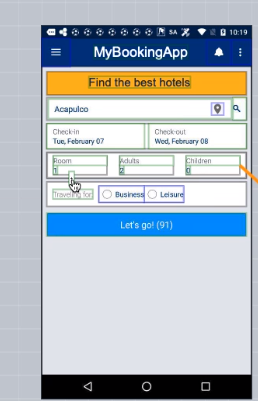 5A 10:19
MyBookingApp
Find the best hotels
Acapulco
Check-in Check-out
Tue, February 07 Wed, February 08
Room Adults Children
1 2 0
Traveling for: Business Leisure
Let's go! (91)